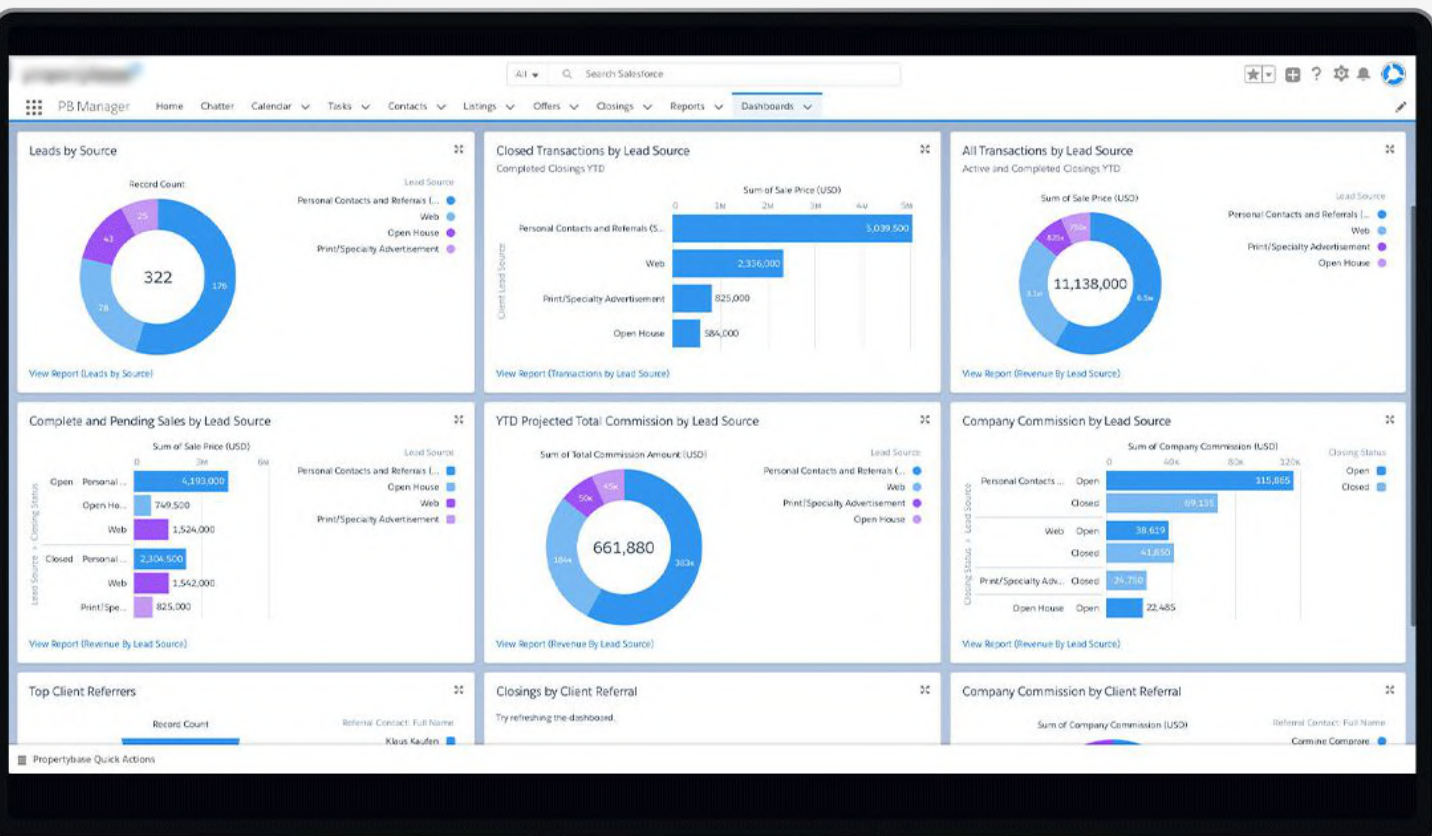 All
Search Salesforce
PB Manager Home Chatter Calendar Tasks Contacts Listings Offers Closings Reports Dashboards
Leads by Source
Record Count
Lead Source
Personal Contacts and Referrals (...
Web
Open House
Print/Specialty Advertisement
25
43
78
176
322
View Report (Leads by Source)
Closed Transactions by Lead Source
Completed Closings YTD
Sum of Sale Price (USD)
0 1M 2M 3M 4M 5M
Client Lead Source
Personal Contacts and Referrals (S... 5,039,500
Web 2,336,000
Print/Specialty Advertisement 825,000
Open House 584,000
View Report (Transactions by Lead Source)
All Transactions by Lead Source
Active and Completed Closings YTD
Sum of Sale Price (USD)
Lead Source
Personal Contacts and Referrals (...
Web
Print/Specialty Advertisement
Open House
825K
750K
3.1M
6.5M
11,138,000
View Report (Revenue By Lead Source)
Complete and Pending Sales by Lead Source
Sum of Sale Price (USD)
0 3M 6M
Lead Source > Closing Status
Open Personal ... 4,193,000
Open Ho... 749,500
Web 1,524,000
Closed Personal ... 2,304,500
Web 1,542,000
Print/Spe... 825,000
Lead Source
Personal Contacts and Referrals (...
Open House
Web
Print/Specialty Advertisement
View Report (Revenue By Lead Source)
YTD Projected Total Commission by Lead Source
Sum of Total Commission Amount (USD)
Lead Source
Personal Contacts and Referrals (...
Web
Print/Specialty Advertisement
Open House
50K
45K
184K
383K
661,880
View Report (Revenue By Lead Source)
Company Commission by Lead Source
Sum of Company Commission (USD)
0 40K 80K 120K
Closing Status
Open
Closed
Closing Status > Lead Source
Personal Contacts ... Open 115,865
Closed 69,135
Web Open 38,619
Closed 41,850
Print/Specialty Adv... Closed 24,750
Open House Open 22,485
View Report (Revenue By Lead Source)
Top Client Referrers
Record Count
Referral Contact: Full Name
Klaus Kaufen
Closings by Client Referral
Try refreshing the dashboard.
Company Commission by Client Referral
Sum of Company Commission (USD)
Referral Contact: Full Name
Carmine Comprare
Propertybase Quick Actions